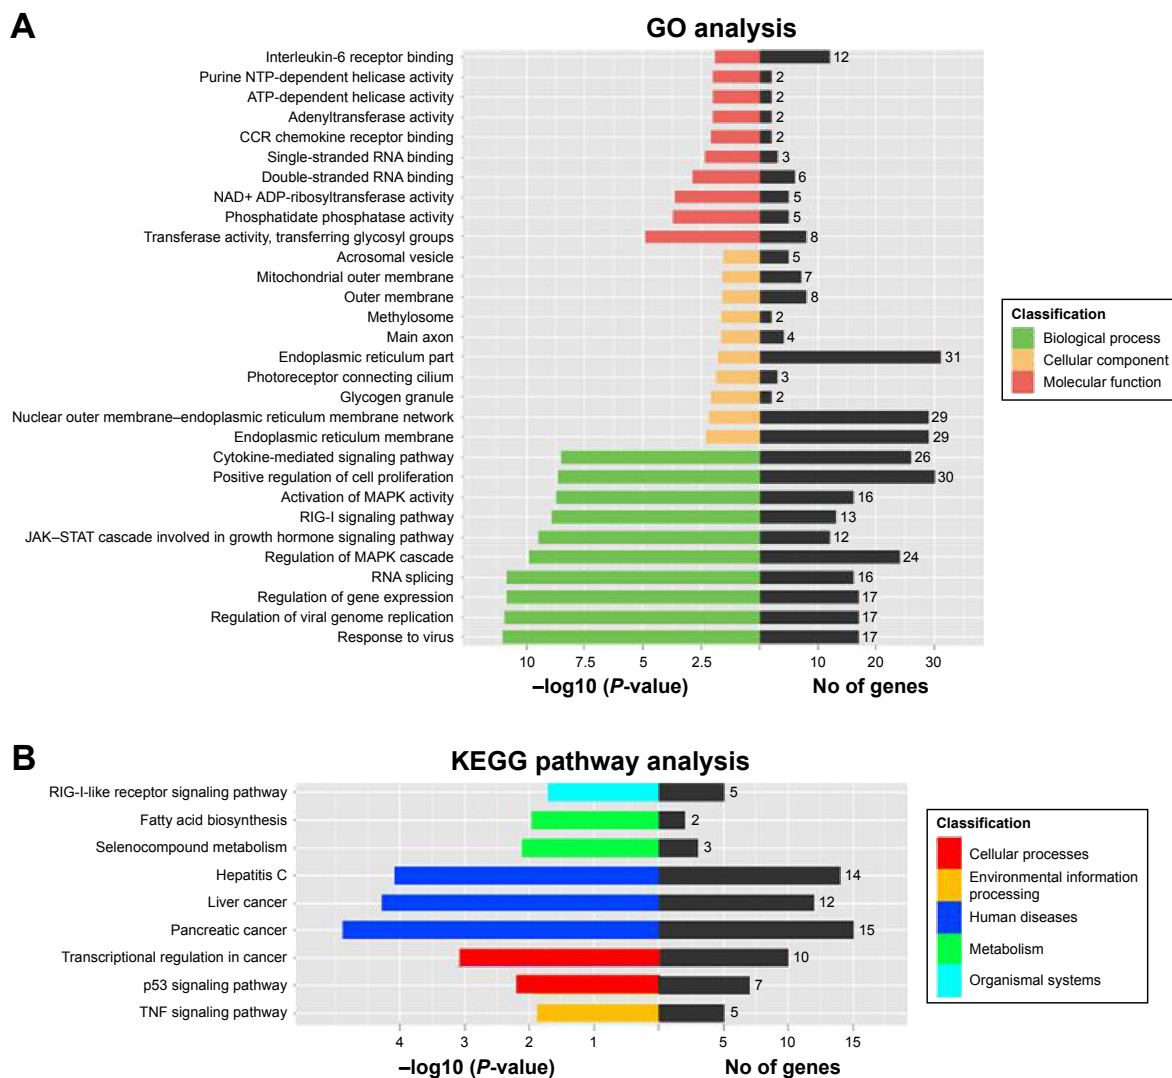 A
GO analysis
Interleukin-6 receptor binding 12
Purine NTP-dependent helicase activity 2
ATP-dependent helicase activity 2
Adenyltransferase activity 2
CCR chemokine receptor binding 2
Single-stranded RNA binding 3
Double-stranded RNA binding 6
NAD+ ADP-ribosyltransferase activity 5
Phosphatidate phosphatase activity 5
Transferase activity, transferring glycosyl groups 8
Acrosomal vesicle 5
Mitochondrial outer membrane 7
Outer membrane 8
Methylosome 2
Main axon 4
Endoplasmic reticulum part 31
Photoreceptor connecting cilium 3
Glycogen granule 2
Nuclear outer membrane–endoplasmic reticulum membrane network 29
Endoplasmic reticulum membrane 29
Cytokine-mediated signaling pathway 26
Positive regulation of cell proliferation 30
Activation of MAPK activity 16
RIG-I signaling pathway 13
JAK–STAT cascade involved in growth hormone signaling pathway 12
Regulation of MAPK cascade 24
RNA splicing 16
Regulation of gene expression 17
Regulation of viral genome replication 17
Response to virus 17
10 7.5 5 2.5 10 20 30
–log10 (P-value) No of genes
Classification
Biological process
Cellular component
Molecular function
B
KEGG pathway analysis
RIG-I-like receptor signaling pathway 5
Fatty acid biosynthesis 2
Selenocompound metabolism 3
Hepatitis C 14
Liver cancer 12
Pancreatic cancer 15
Transcriptional regulation in cancer 10
p53 signaling pathway 7
TNF signaling pathway 5
4 3 2 1 5 10 15
–log10 (P-value) No of genes
Classification
Cellular processes
Environmental information
processing
Human diseases
Metabolism
Organismal systems